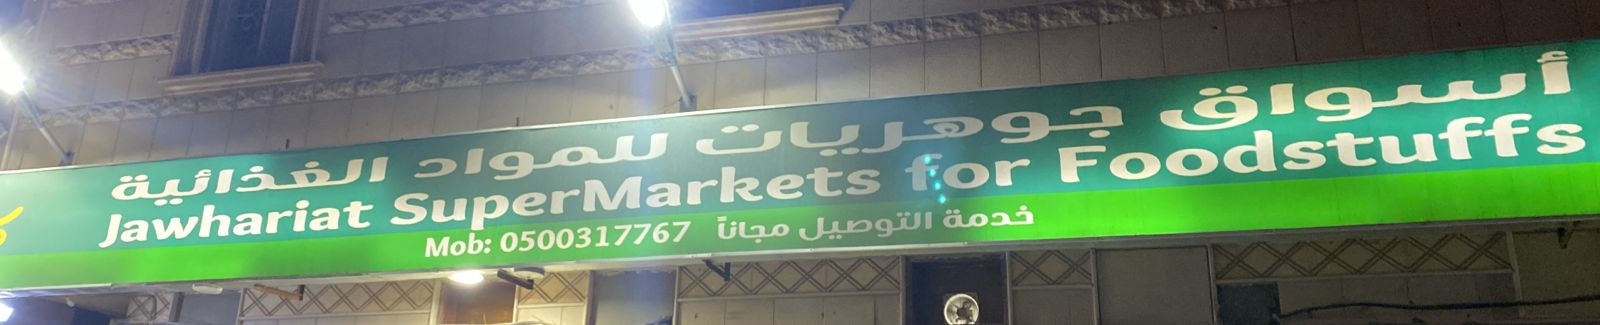 أسواق جوهريات للمواد الغذائية
Jawhariat SuperMarkets for Foodstuffs
Mob: 0500317767 خدمة التوصيل مجاناً